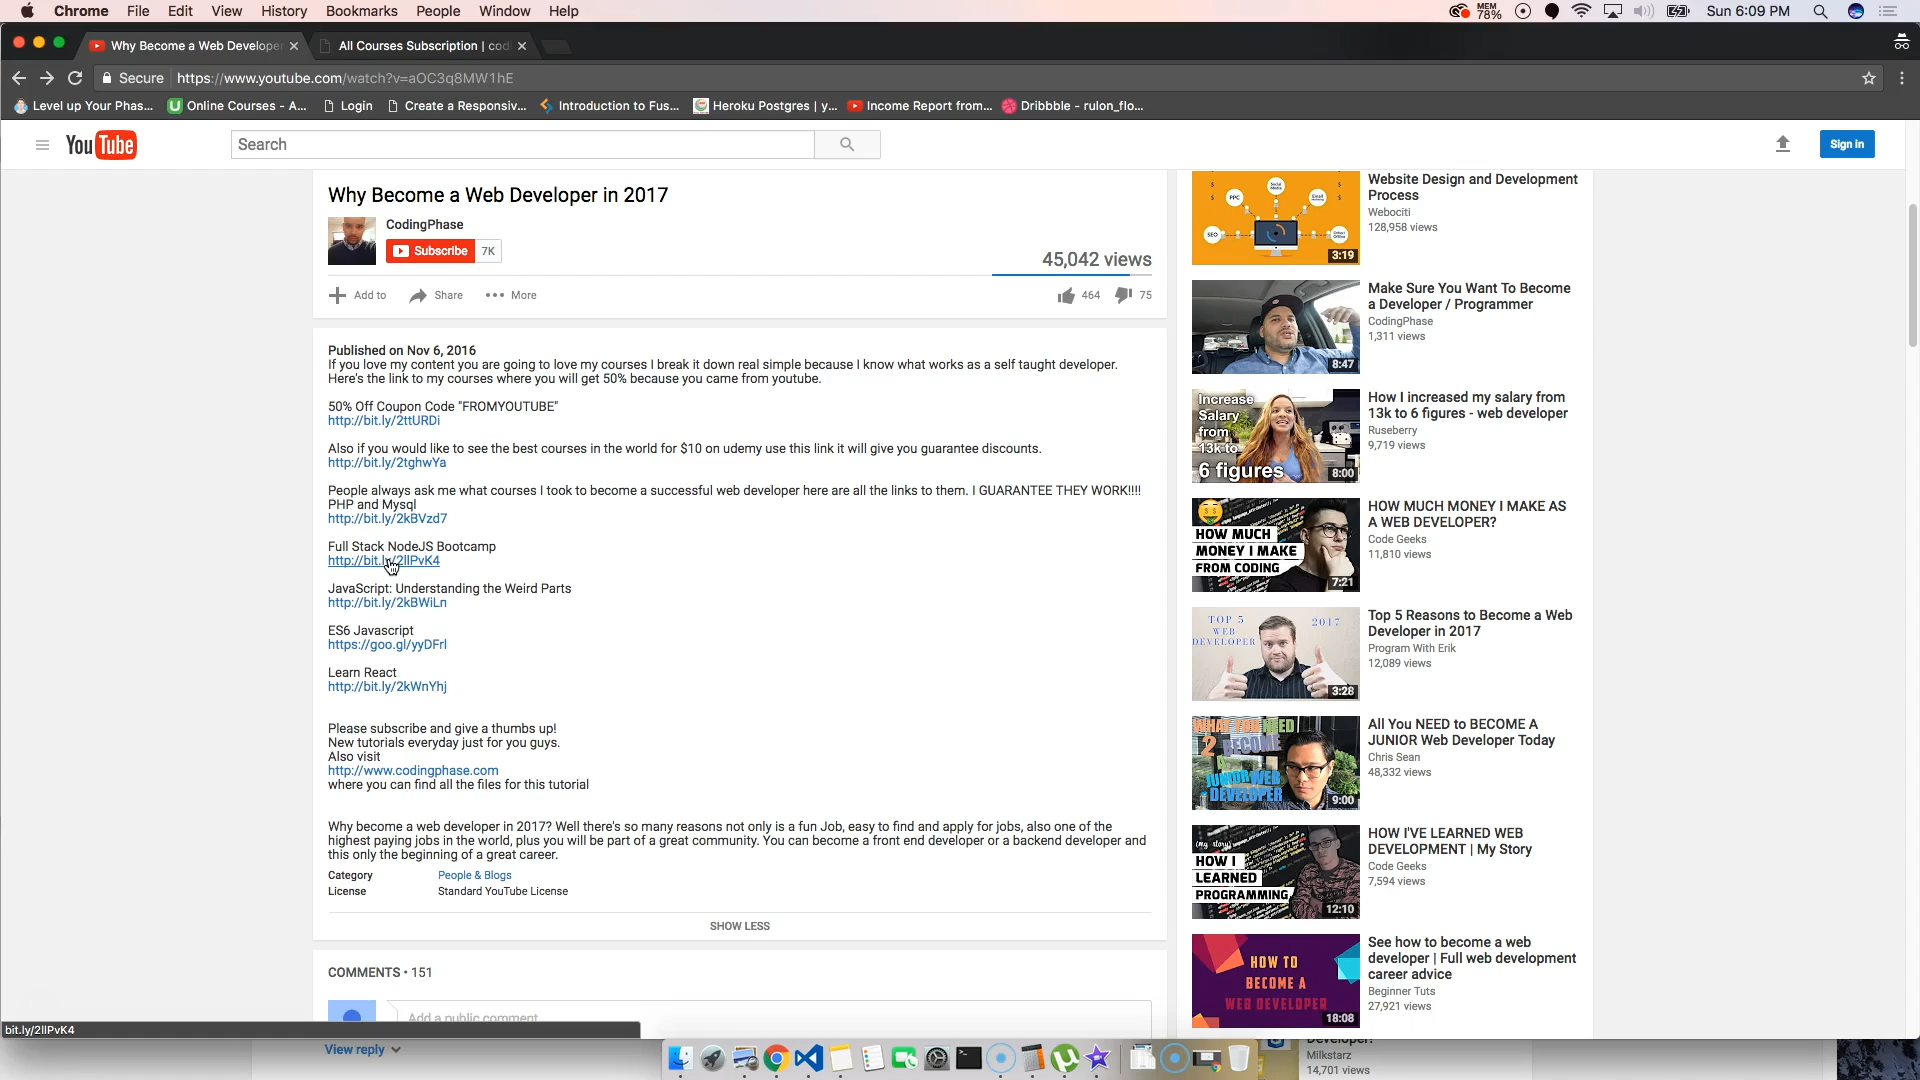 Chrome File Edit View History Bookmarks People Window Help
MEM 78% Sun 6:09 PM
Why Become a Web Developer
All Courses Subscription | cod
Secure https://www.youtube.com/watch?v=aOC3q8MW1hE
Level up Your Phas... Online Courses - A... Login Create a Responsiv... Introduction to Fus... Heroku Postgres | y... Income Report from... Dribbble - rulon_flo...
YouTube
Search
Sign in
Why Become a Web Developer in 2017
CodingPhase
Subscribe 7K
45,042 views
Add to Share More
464 75
Published on Nov 6, 2016
If you love my content you are going to love my courses I break it down real simple because I know what works as a self taught developer.
Here's the link to my courses where you will get 50% because you came from youtube.
50% Off Coupon Code "FROMYOUTUBE"
http://bit.ly/2ttURDi
Also if you would like to see the best courses in the world for $10 on udemy use this link it will give you guarantee discounts.
http://bit.ly/2tghwYa
People always ask me what courses I took to become a successful web developer here are all the links to them. I GUARANTEE THEY WORK!!!!
PHP and Mysql
http://bit.ly/2kBVzd7
Full Stack NodeJS Bootcamp
http://bit.ly/2llPvK4
JavaScript: Understanding the Weird Parts
http://bit.ly/2kBWiLn
ES6 Javascript
https://goo.gl/yyDFrl
Learn React
http://bit.ly/2kWnYhj
Please subscribe and give a thumbs up!
New tutorials everyday just for you guys.
Also visit
http://www.codingphase.com
where you can find all the files for this tutorial
Why become a web developer in 2017? Well there's so many reasons not only is a fun Job, easy to find and apply for jobs, also one of the
highest paying jobs in the world, plus you will be part of a great community. You can become a front end developer or a backend developer and
this only the beginning of a great career.
Category People & Blogs
License Standard YouTube License
SHOW LESS
COMMENTS • 151
Add a public comment
bit.ly/2llPvK4
View reply
PPC
Social Media
Email
SEO
3:19
Website Design and Development
Process
Webociti
128,958 views
8:47
Make Sure You Want To Become
a Developer / Programmer
CodingPhase
1,311 views
Increase
Salary
from
13k to
6 figures
8:00
How I increased my salary from
13k to 6 figures - web developer
Ruseberry
9,719 views
HOW MUCH
MONEY I MAKE
FROM CODING
7:21
HOW MUCH MONEY I MAKE AS
A WEB DEVELOPER?
Code Geeks
11,810 views
TOP 5
WEB
DEVELOPER
2017
3:28
Top 5 Reasons to Become a Web
Developer in 2017
Program With Erik
12,089 views
WHAT YOU NEED
2 BECOME
A
JUNIOR WEB
DEVELOPER
9:00
All You NEED to BECOME A
JUNIOR Web Developer Today
Chris Sean
48,332 views
(my story)
HOW I
LEARNED
PROGRAMMING
12:10
HOW I'VE LEARNED WEB
DEVELOPMENT | My Story
Code Geeks
7,594 views
HOW TO
BECOME A
WEB DEVELOPER
18:08
See how to become a web
developer | Full web development
career advice
Beginner Tuts
27,921 views
Developer?
Milkstarz
14,701 views